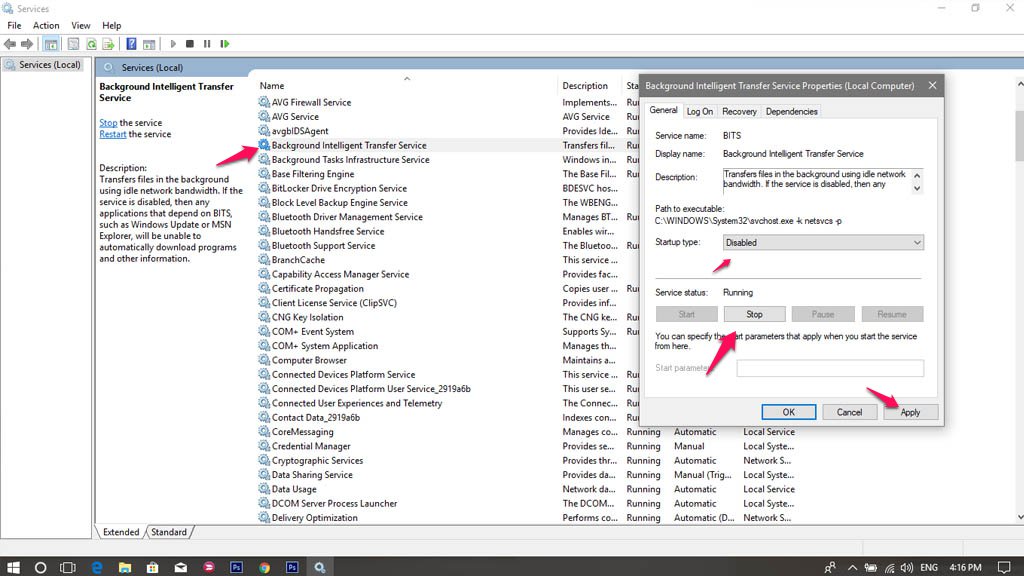 Services
File Action View Help
Services (Local)
Services (Local)
Background Intelligent Transfer
Service
Stop the service
Restart the service
Description:
Transfers files in the background
using idle network bandwidth. If the
service is disabled, then any
applications that depend on BITS,
such as Windows Update or MSN
Explorer, will be unable to
automatically download programs
and other information.
Name Description Sta
AVG Firewall Service Implements...
AVG Service AVG Service
avgbIDSAgent Provides Ide...
Background Intelligent Transfer Service Transfers fil...
Background Tasks Infrastructure Service Windows in...
Base Filtering Engine The Base Fil...
BitLocker Drive Encryption Service BDESVC hos...
Block Level Backup Engine Service The WBENG...
Bluetooth Driver Management Service Manages BT...
Bluetooth Handsfree Service Enables wir...
Bluetooth Support Service The Bluetoo...
BranchCache This service ...
Capability Access Manager Service Provides fac...
Certificate Propagation Copies user ...
Client License Service (ClipSVC) Provides inf...
CNG Key Isolation The CNG ke...
COM+ Event System Supports Sy...
COM+ System Application Manages th...
Computer Browser Maintains a...
Connected Devices Platform Service This service ...
Connected Devices Platform User Service_2919a6b This user se...
Connected User Experiences and Telemetry The Connec...
Contact Data_2919a6b Indexes con...
CoreMessaging Manages co... Running Automatic Local Service
Credential Manager Provides se... Running Manual Local Syste...
Cryptographic Services Provides thr... Running Automatic Network S...
Data Sharing Service Provides da... Running Manual (Trig... Local Syste...
Data Usage Network da... Running Automatic Local Service
DCOM Server Process Launcher The DCOM... Running Automatic Local Syste...
Delivery Optimization Performs co... Running Automatic (D... Network S...
Extended Standard
Background Intelligent Transfer Service Properties (Local Computer)
General Log On Recovery Dependencies
Service name: BITS
Display name: Background Intelligent Transfer Service
Description: Transfers files in the background using idle network
bandwidth. If the service is disabled, then any
Path to executable:
C:\WINDOWS\System32\svchost.exe -k netsvcs -p
Startup type: Disabled
Service status: Running
Start Stop Pause Resume
You can specify the start parameters that apply when you start the service
from here.
Start parameters
OK Cancel Apply
ENG 4:16 PM